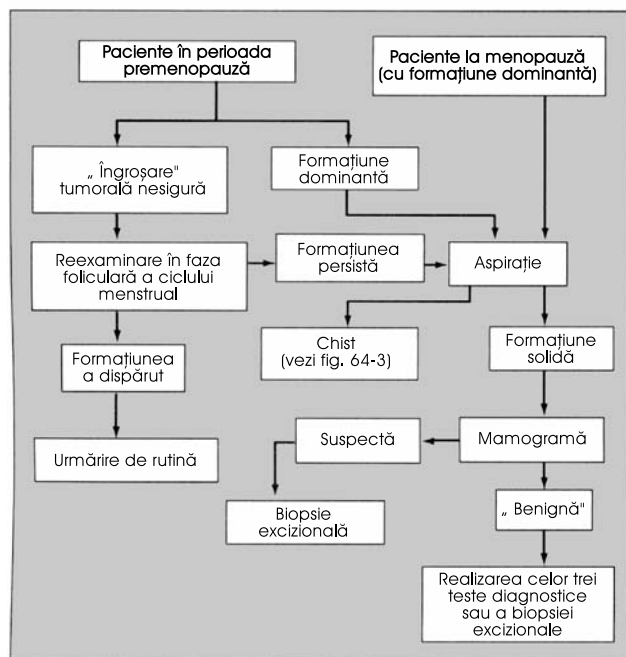 Paciente în perioada
premenopauză
Paciente la menopauză
(cu formațiune dominantă)
„ Îngroșare"
tumorală nesigură
Formațiune
dominantă
Reexaminare în faza
foliculară a ciclului
menstrual
Formațiunea
persistă
Aspirație
Formațiunea
a dispărut
Chist
(vezi fig. 64-3)
Formațiune
solidă
Urmărire de rutină
Suspectă
Mamogramă
Biopsie
excizională
„ Benignă"
Realizarea celor trei
teste diagnostice
sau a biopsiei
excizionale